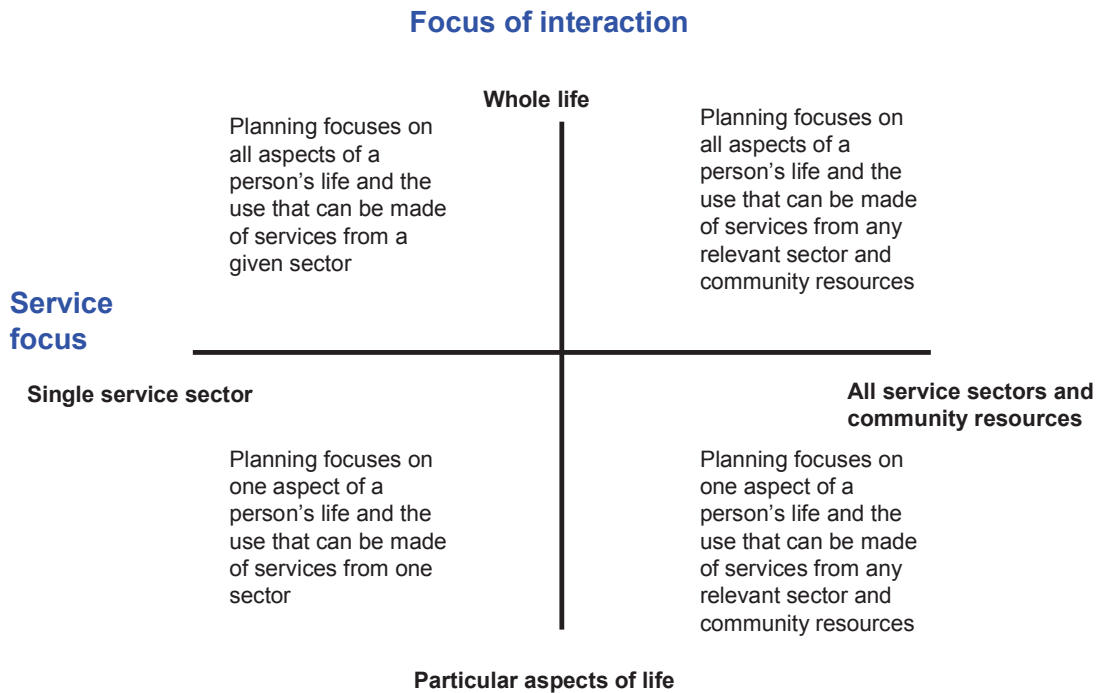 Focus of interaction
Whole life
Planning focuses on
all aspects of a
person’s life and the
use that can be made
of services from a
given sector
Planning focuses on
all aspects of a
person’s life and the
use that can be made
of services from any
relevant sector and
community resources
Service
focus
Single service sector
All service sectors and
community resources
Planning focuses on
one aspect of a
person’s life and the
use that can be made
of services from one
sector
Planning focuses on
one aspect of a
person’s life and the
use that can be made
of services from any
relevant sector and
community resources
Particular aspects of life